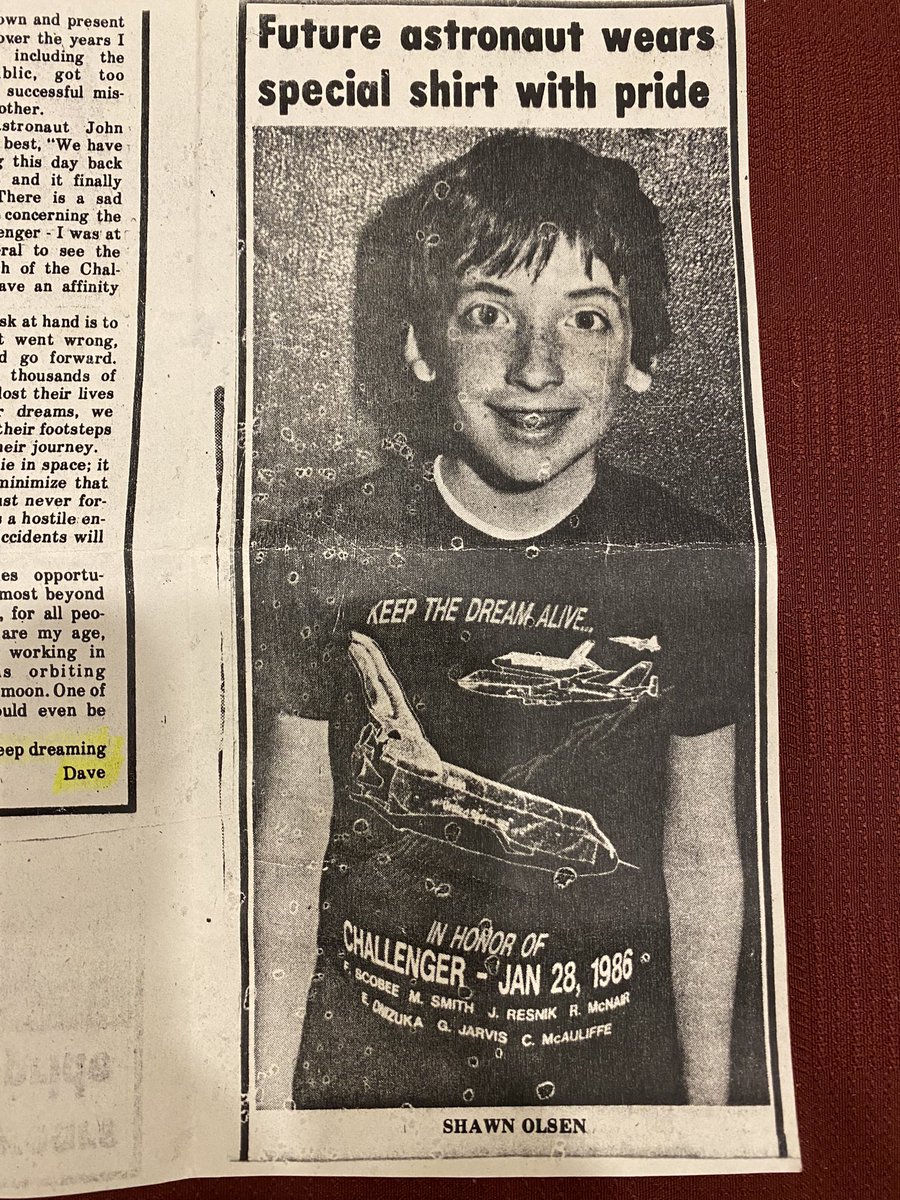 own and present
over the years I
including the
blic, got too
successful mis-
other.
stronaut John
best, "We have
g this day back
and it finally
There is a sad
concerning the
enger - I was at
eral to see the
h of the Chal-
ave an affinity
sk at hand is to
t went wrong,
d go forward.
thousands of
lost their lives
r dreams, we
their footsteps
heir journey.
ie in space; it
minimize that
ust never for-
s a hostile en-
ccidents will
es opportu-
most beyond
, for all peo-
are my age,
working in
s orbiting
moon. One of
ould even be
eep dreaming
Dave
Future astronaut wears
special shirt with pride
KEEP THE DREAM ALIVE...
IN HONOR OF
CHALLENGER - JAN 28, 1986
F. SCOBEE M. SMITH J. RESNIK R. McNAIR
E. ONIZUKA G. JARVIS C. McAULIFFE
SHAWN OLSEN